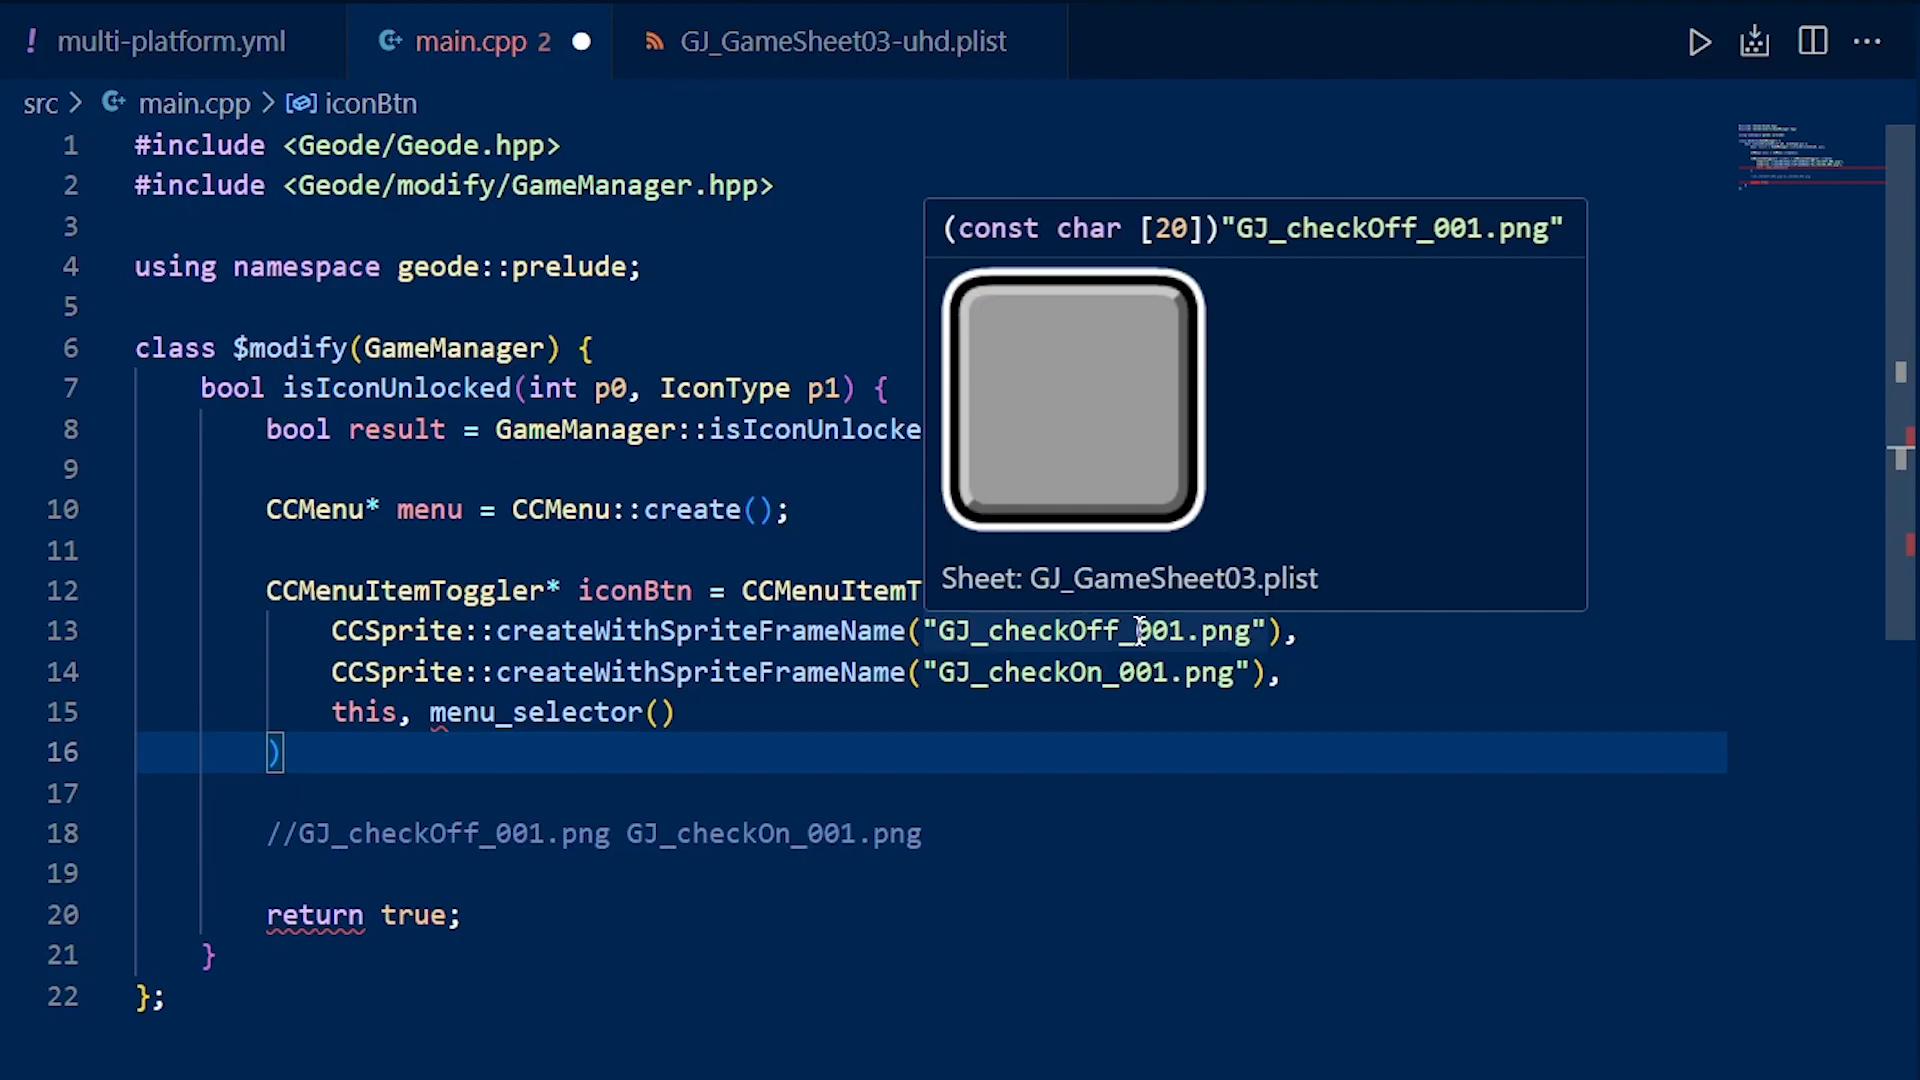 ! multi-platform.yml main.cpp 2 GJ_GameSheet03-uhd.plist
src > main.cpp > iconBtn
1 #include <Geode/Geode.hpp>
2 #include <Geode/modify/GameManager.hpp>
3
(const char [20])"GJ_checkOff_001.png"
4 using namespace geode::prelude;
5
6 class $modify(GameManager) {
7 bool isIconUnlocked(int p0, IconType p1) {
8 bool result = GameManager::isIconUnlocke
9
10 CCMenu* menu = CCMenu::create();
11
Sheet: GJ_GameSheet03.plist
12 CCMenuItemToggler* iconBtn = CCMenuItemT
13 CCSprite::createWithSpriteFrameName("GJ_checkOff_001.png"),
14 CCSprite::createWithSpriteFrameName("GJ_checkOn_001.png"),
15 this, menu_selector()
16 )
17
18 //GJ_checkOff_001.png GJ_checkOn_001.png
19
20 return true;
21 }
22 };